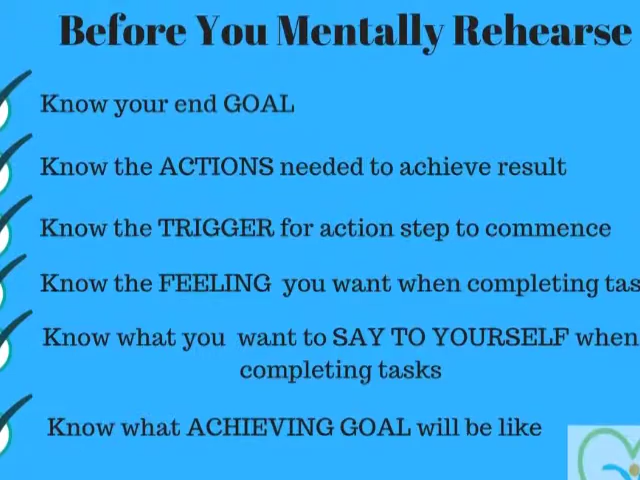 Before You Mentally Rehearse
Know your end GOAL
Know the ACTIONS needed to achieve result
Know the TRIGGER for action step to commence
Know the FEELING you want when completing tas
Know what you want to SAY TO YOURSELF when
completing tasks
Know what ACHIEVING GOAL will be like